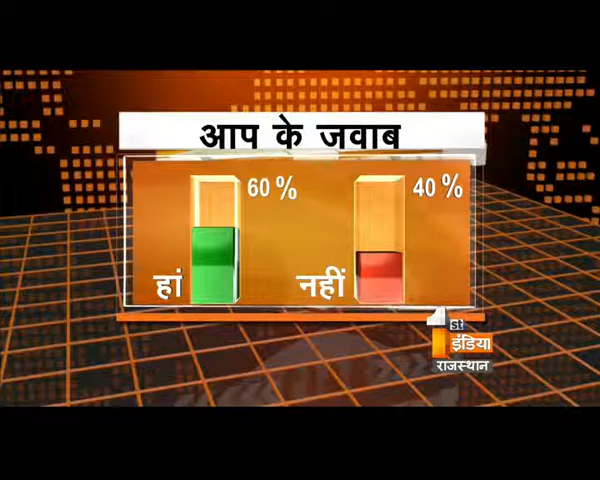 आप के जवाब
60 %
40 %
हां
नहीं
1st
इंडिया
राजस्थान